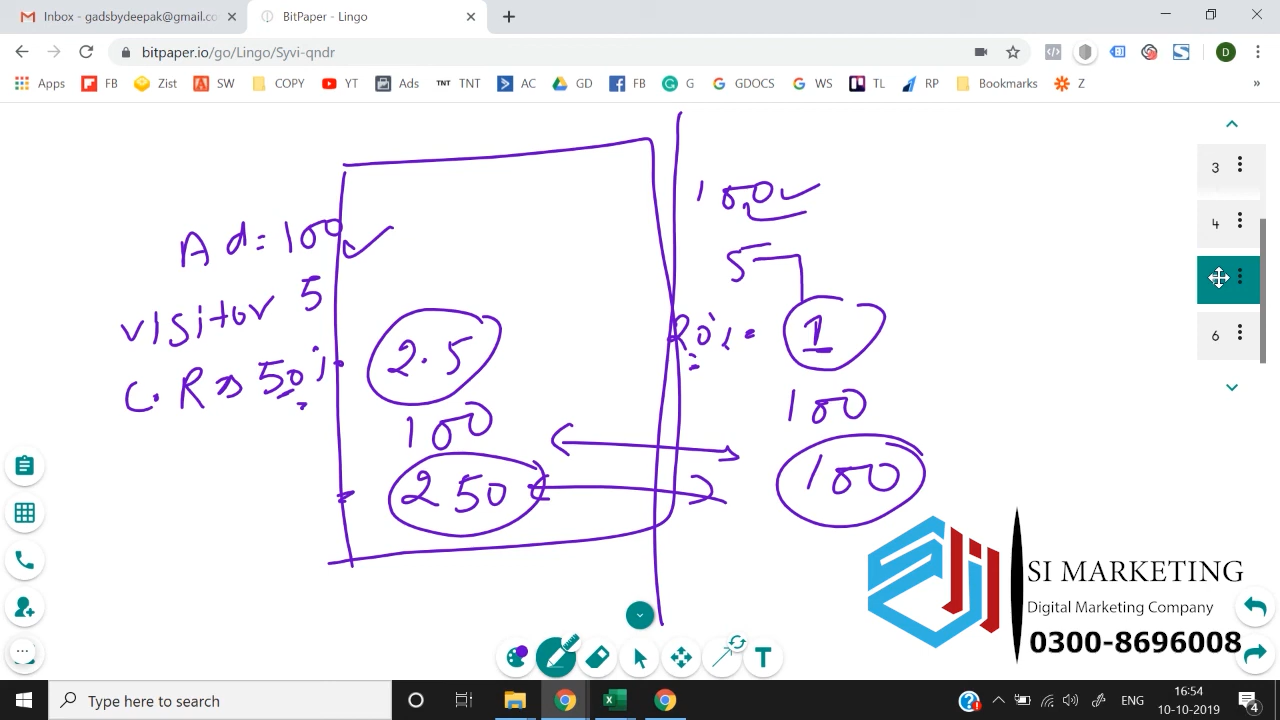 Inbox - gadsbydeepak@gmail.co
BitPaper - Lingo
bitpaper.io/go/Lingo/Syvi-qndr
D
Apps FB Zist SW COPY YT Ads TNT TNT AC GD FB G GDOCS WS TL RP Bookmarks Z »
Ad = 100
visitor 5
C.R 50
2.5
100
250
100
5
Roi = 1
100
100
3
4
6
SI MARKETING
Digital Marketing Company
0300-8696008
T
Type here to search
ENG
16:54
10-10-2019
4